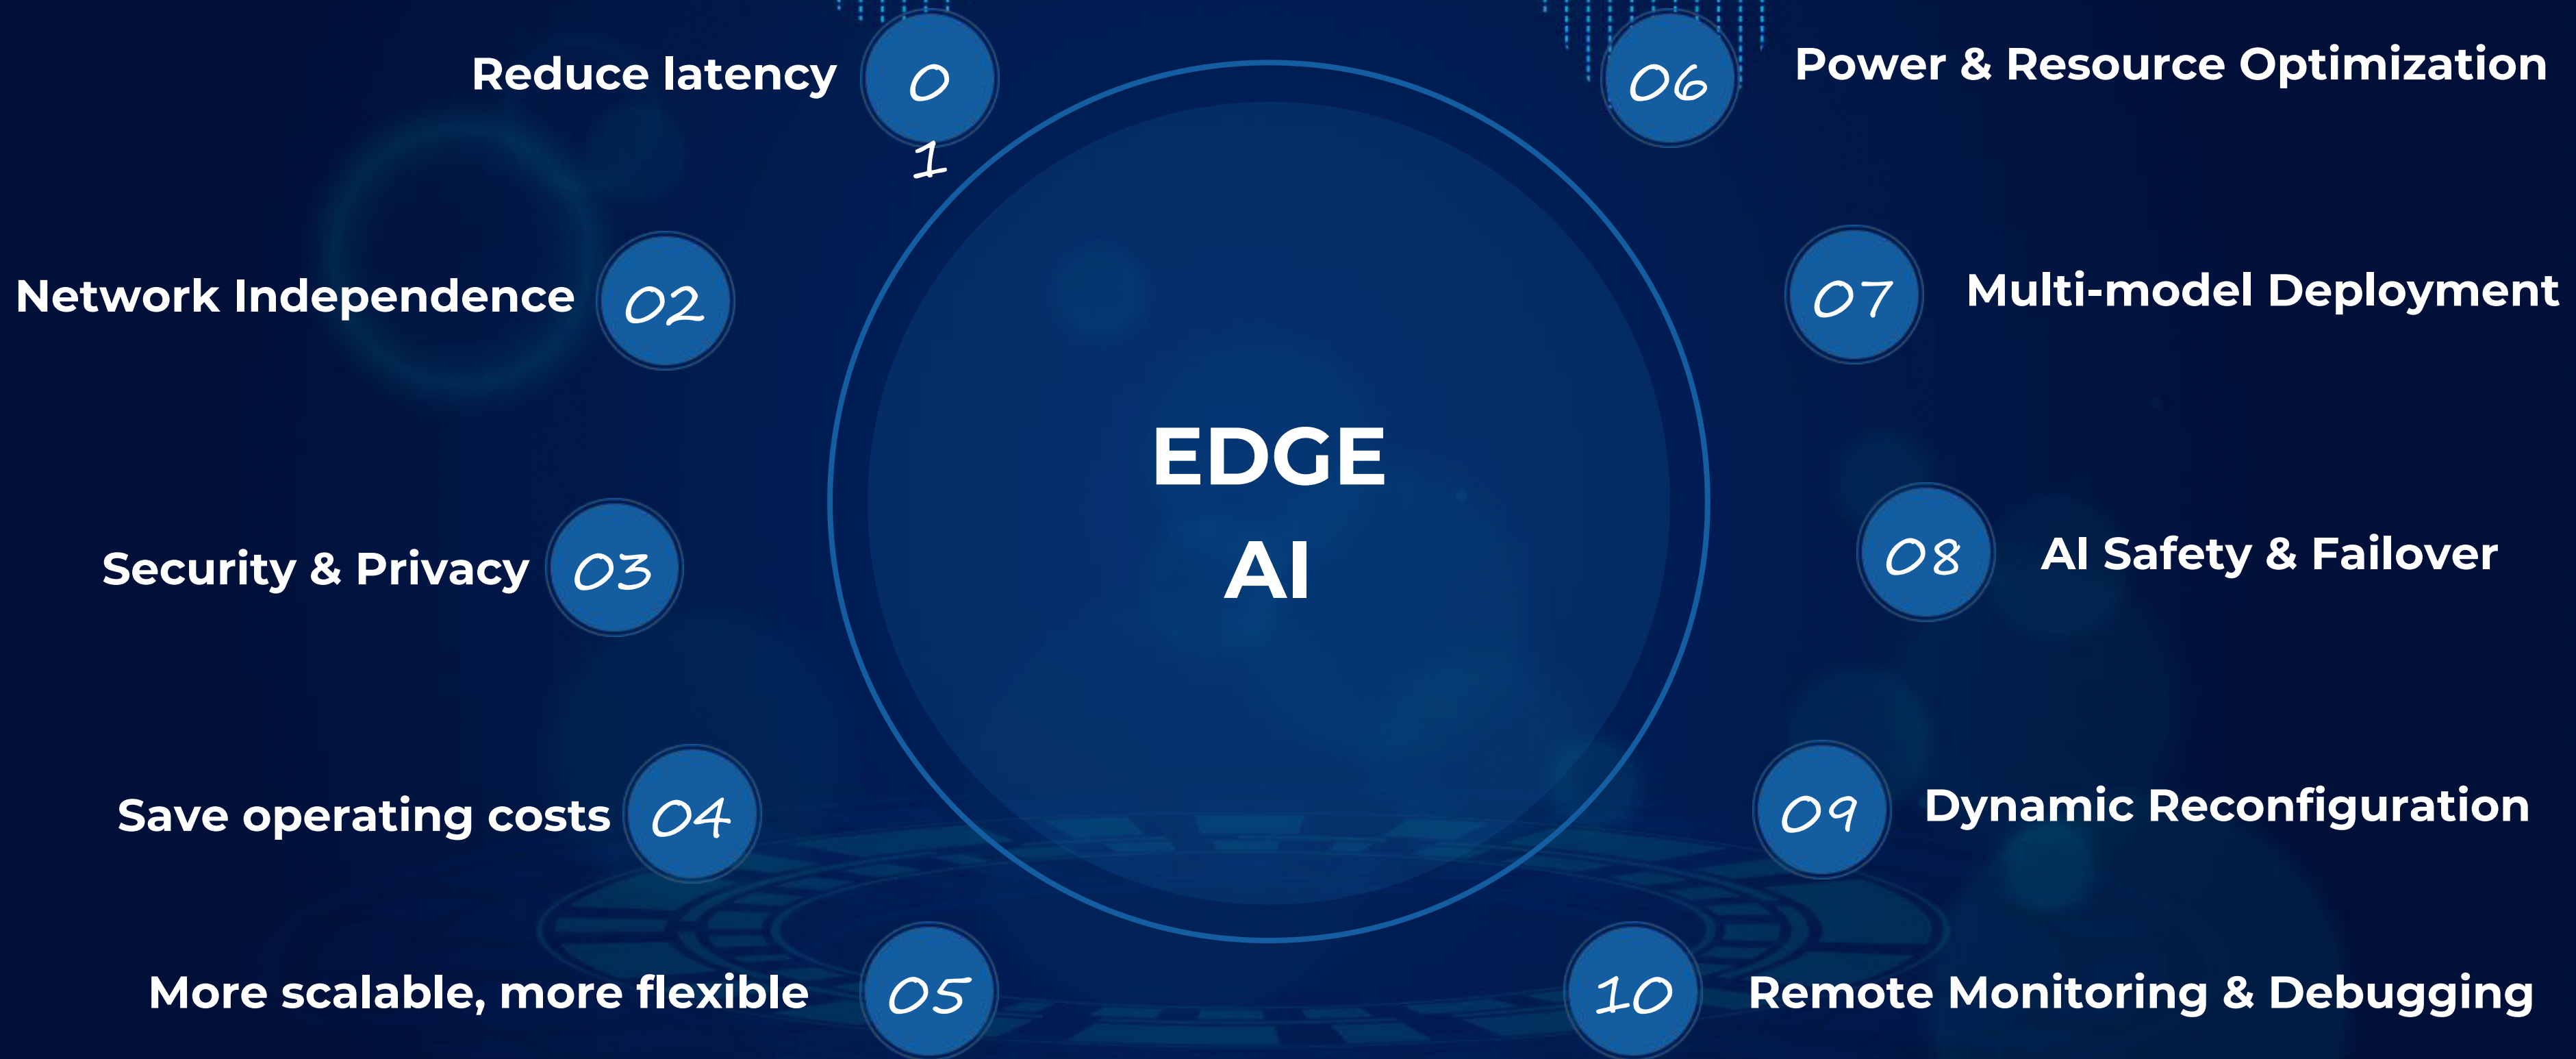 Reduce latency
0
1
Network Independence
02
Security & Privacy
03
Save operating costs
04
More scalable, more flexible
05
EDGE
AI
06
Power & Resource Optimization
07
Multi-model Deployment
08
AI Safety & Failover
09
Dynamic Reconfiguration
10
Remote Monitoring & Debugging